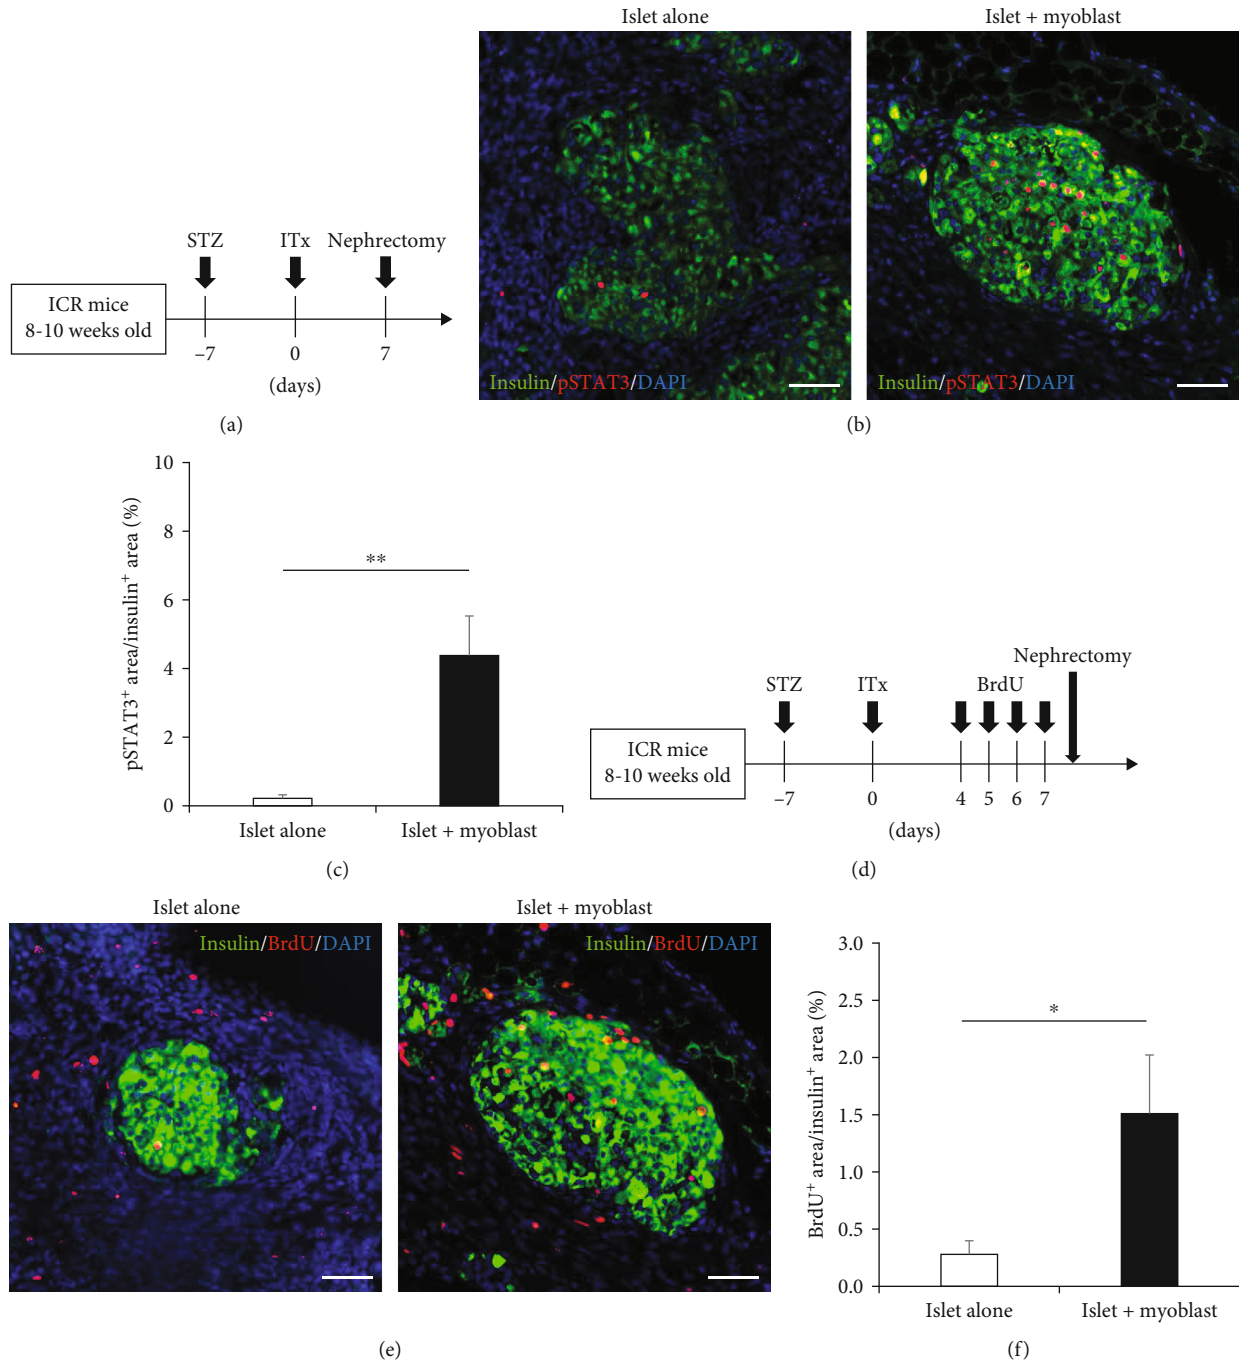 Islet alone
Islet + myoblast
STZ
ITx
Nephrectomy
ICR mice
8-10 weeks old
–7
0
7
(days)
Insulin/pSTAT3/DAPI
Insulin/pSTAT3/DAPI
(a)
(b)
pSTAT3+ area/insulin+ area (%)
10
8
6
4
2
0
**
Islet alone
Islet + myoblast
(c)
Nephrectomy
STZ
ITx
BrdU
ICR mice
8-10 weeks old
–7
0
4
5
6
7
(days)
(d)
Islet alone
Islet + myoblast
Insulin/BrdU/DAPI
Insulin/BrdU/DAPI
(e)
BrdU+ area/insulin+ area (%)
3.0
2.5
2.0
1.5
1.0
0.5
0.0
*
Islet alone
Islet + myoblast
(f)